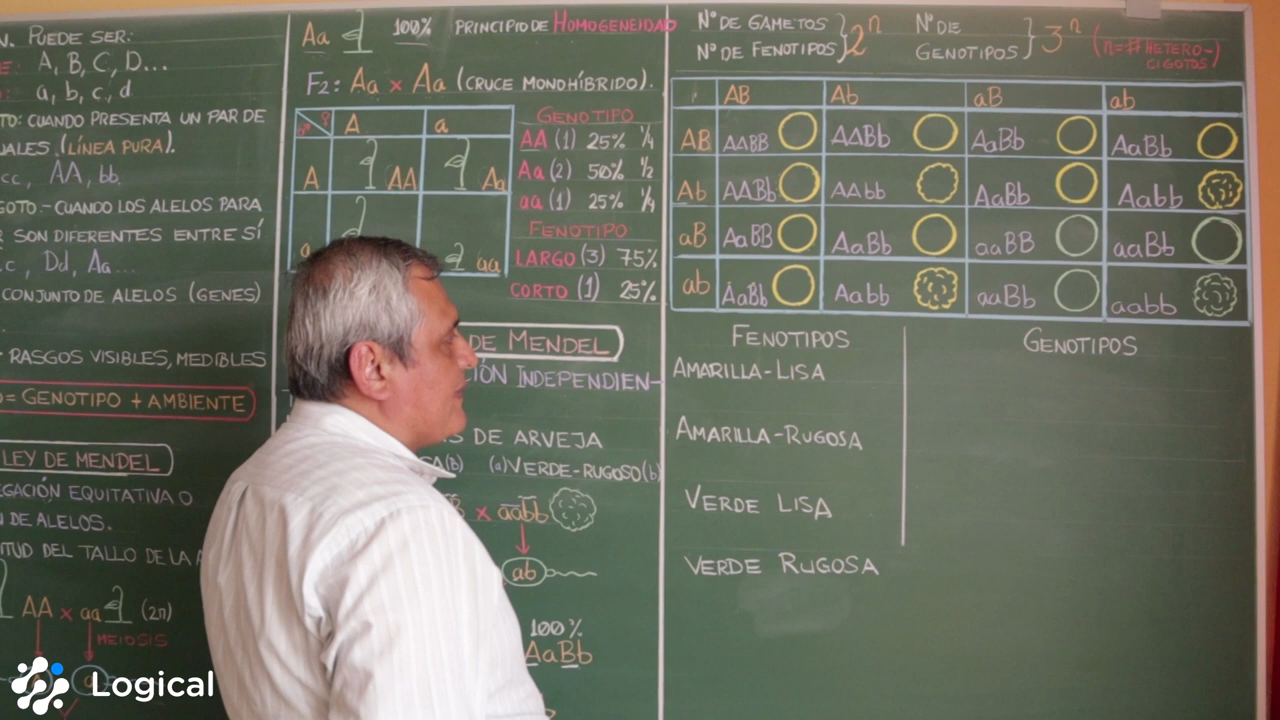 N. PUEDE SER:
A, B, C, D...
a, b, c, d
TO: CUANDO PRESENTA UN PAR DE
UALES (LÍNEA PURA).
cc, AA, bb.
GOTO.- CUANDO LOS ALELOS PARA
R SON DIFERENTES ENTRE SÍ
c, Dd, Aa...
CONJUNTO DE ALELOS (GENES)
RASGOS VISIBLES, MEDIBLES
O = GENOTIPO + AMBIENTE
LEY DE MENDEL
EGACIÓN EQUITATIVA O
N DE ALELOS.
ITUD DEL TALLO DE LA A
AA x aa (2n)
MEIOSIS
a
Aa 100% PRINCIPIO DE HOMOGENEIDAD
F2: Aa x Aa (CRUCE MONOHÍBRIDO).
♂ ♀ A a
A AA Aa
a aa
GENOTIPO
AA (1) 25% 1/4
Aa (2) 50% 1/2
aa (1) 25% 1/4
FENOTIPO
LARGO (3) 75%
CORTO (1) 25%
DE MENDEL
IÓN INDEPENDIEN-
AS DE ARVEJA
CA(b) (a) VERDE-RUGOSO (b)
B x aabb
ab
100%
AaBb
Nº DE GAMETOS
Nº DE FENOTIPOS } 2ⁿ
Nº DE
GENOTIPOS } 3ⁿ (n = # HETERO-
CIGOTOS)
AB Ab aB ab
AB AABB AABb AaBb AaBb
Ab AABb AAbb AaBb Aabb
aB AaBB AaBb aaBB aaBb
ab AaBb Aabb aaBb aabb
FENOTIPOS GENOTIPOS
AMARILLA-LISA
AMARILLA-RUGOSA
VERDE LISA
VERDE RUGOSA
Logical